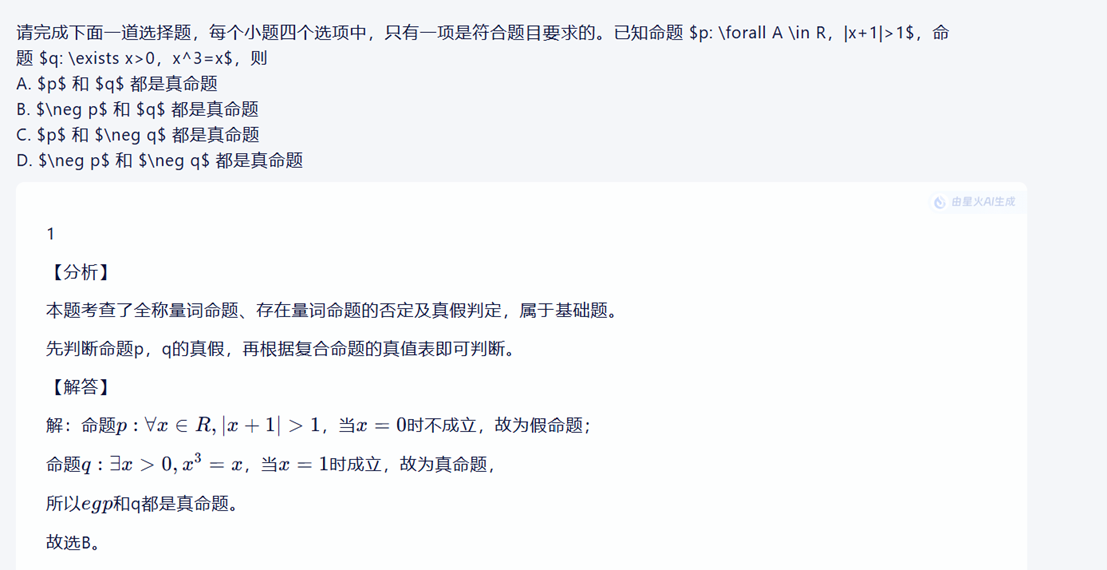 请完成下面一道选择题，每个小题四个选项中，只有一项是符合题目要求的。已知命题 $p: \forall A \in R，|x+1|>1$，命
题 $q: \exists x>0，x^3=x$，则
A. $p$ 和 $q$ 都是真命题
B. $\neg p$ 和 $q$ 都是真命题
C. $p$ 和 $\neg q$ 都是真命题
D. $\neg p$ 和 $\neg q$ 都是真命题
由星火AI生成
1
【分析】
本题考查了全称量词命题、存在量词命题的否定及真假判定，属于基础题。
先判断命题p，q的真假，再根据复合命题的真值表即可判断。
【解答】
解：命题p : ∀x ∈ R, |x + 1| > 1，当x = 0时不成立，故为假命题；
命题q : ∃x > 0, x³ = x，当x = 1时成立，故为真命题，
所以egp和q都是真命题。
故选B。